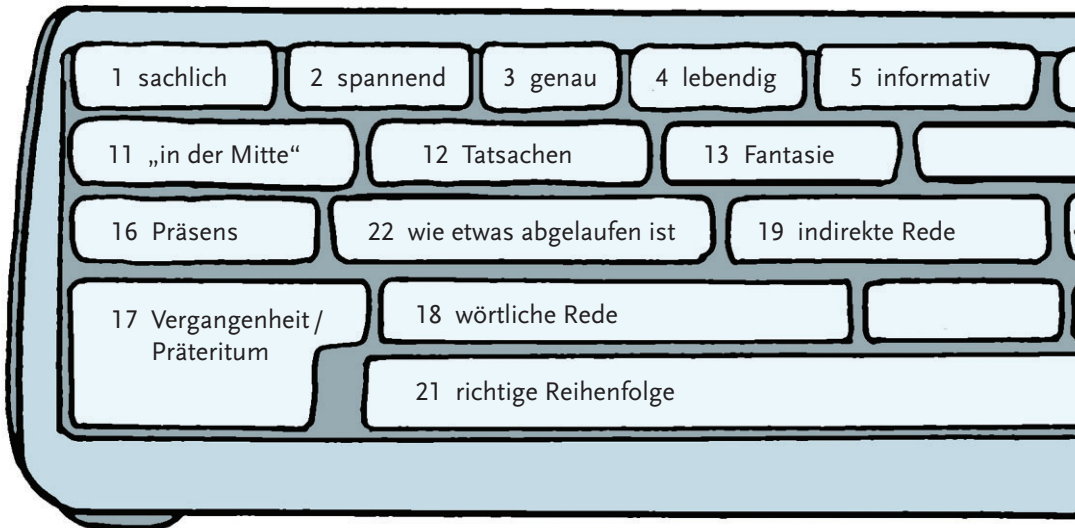 1 sachlich
2 spannend
3 genau
4 lebendig
5 informativ
11 „in der Mitte“
12 Tatsachen
13 Fantasie
16 Präsens
22 wie etwas abgelaufen ist
19 indirekte Rede
17 Vergangenheit /
Präteritum
18 wörtliche Rede
21 richtige Reihenfolge